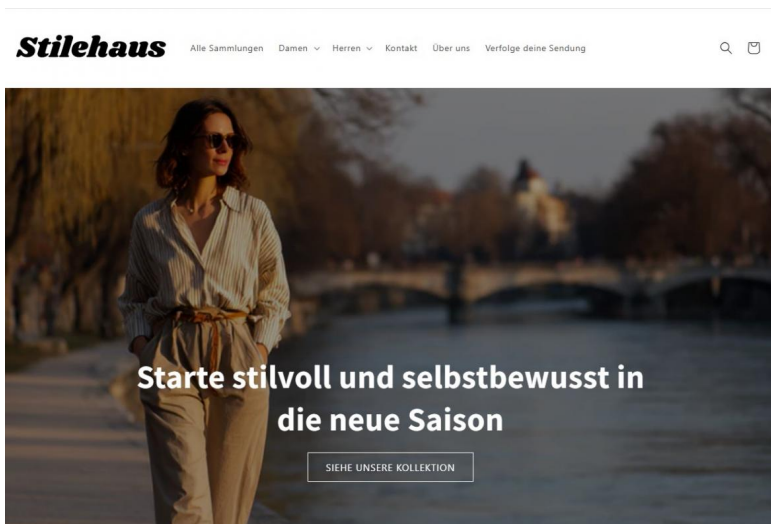 Stilehaus
Alle Sammlungen Damen Herren Kontakt Über uns Verfolge deine Sendung
Starte stilvoll und selbstbewusst in
die neue Saison
SIEHE UNSERE KOLLEKTION